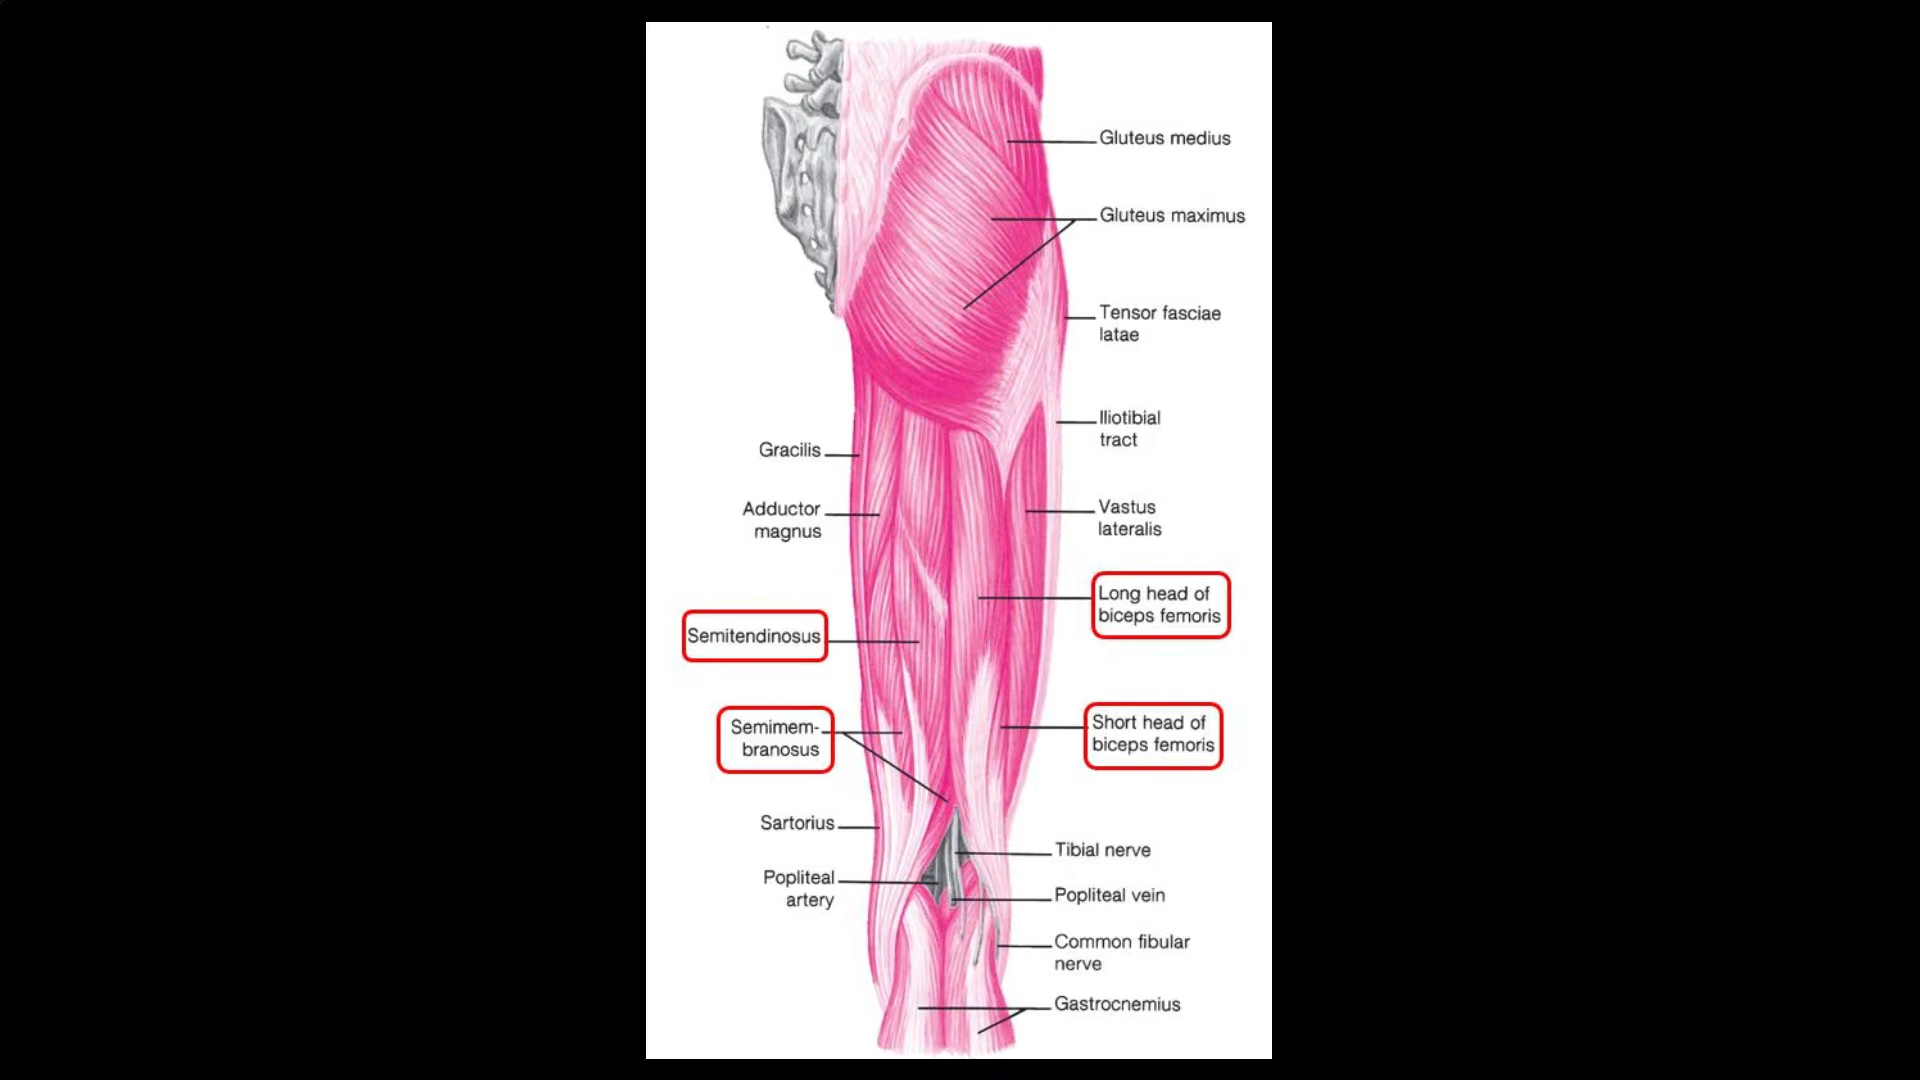 Gluteus medius
Gluteus maximus
Tensor fasciae
latae
Iliotibial
tract
Gracilis
Adductor
magnus
Vastus
lateralis
Long head of
biceps femoris
Semitendinosus
Semimem-
branosus
Short head of
biceps femoris
Sartorius
Tibial nerve
Popliteal
artery
Popliteal vein
Common fibular
nerve
Gastrocnemius